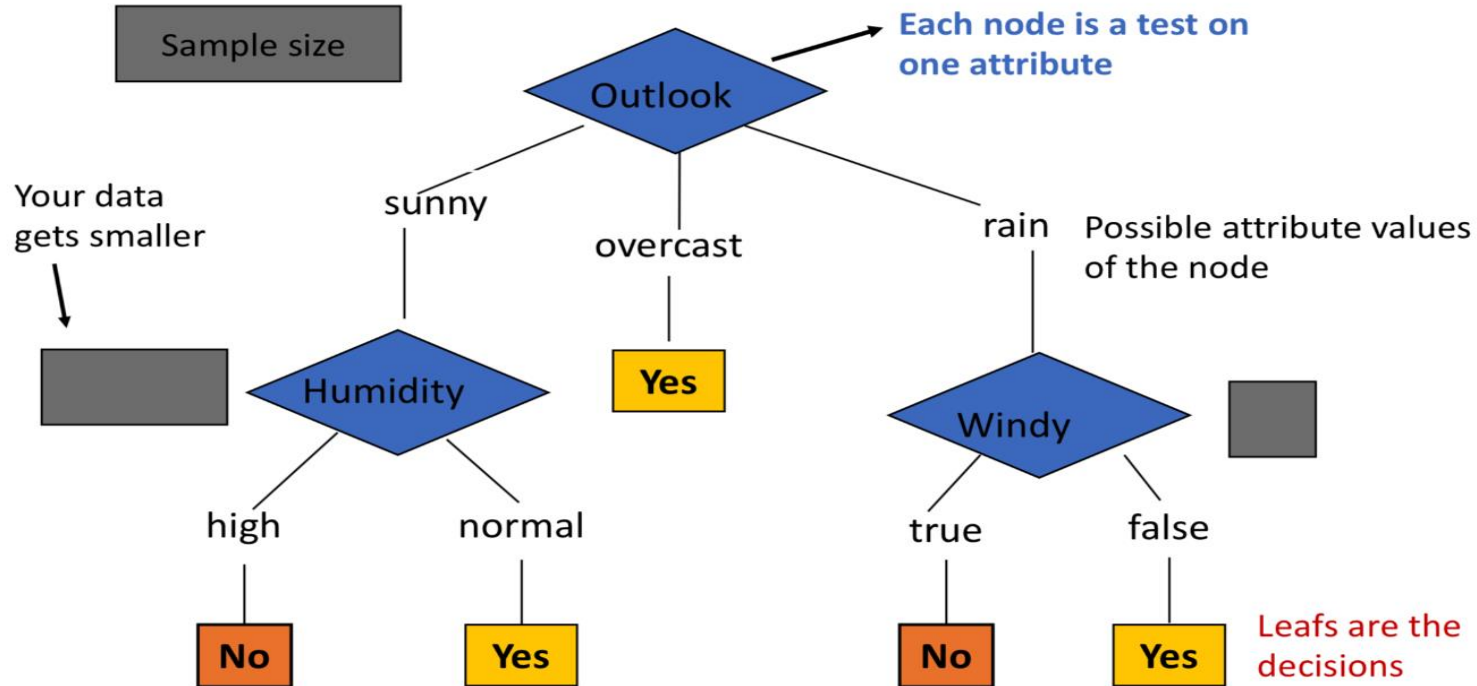 Sample size
Each node is a test on
one attribute
Outlook
Your data
gets smaller
sunny
overcast
rain
Possible attribute values
of the node
Humidity
Yes
Windy
high
normal
true
false
No
Yes
No
Yes
Leafs are the
decisions